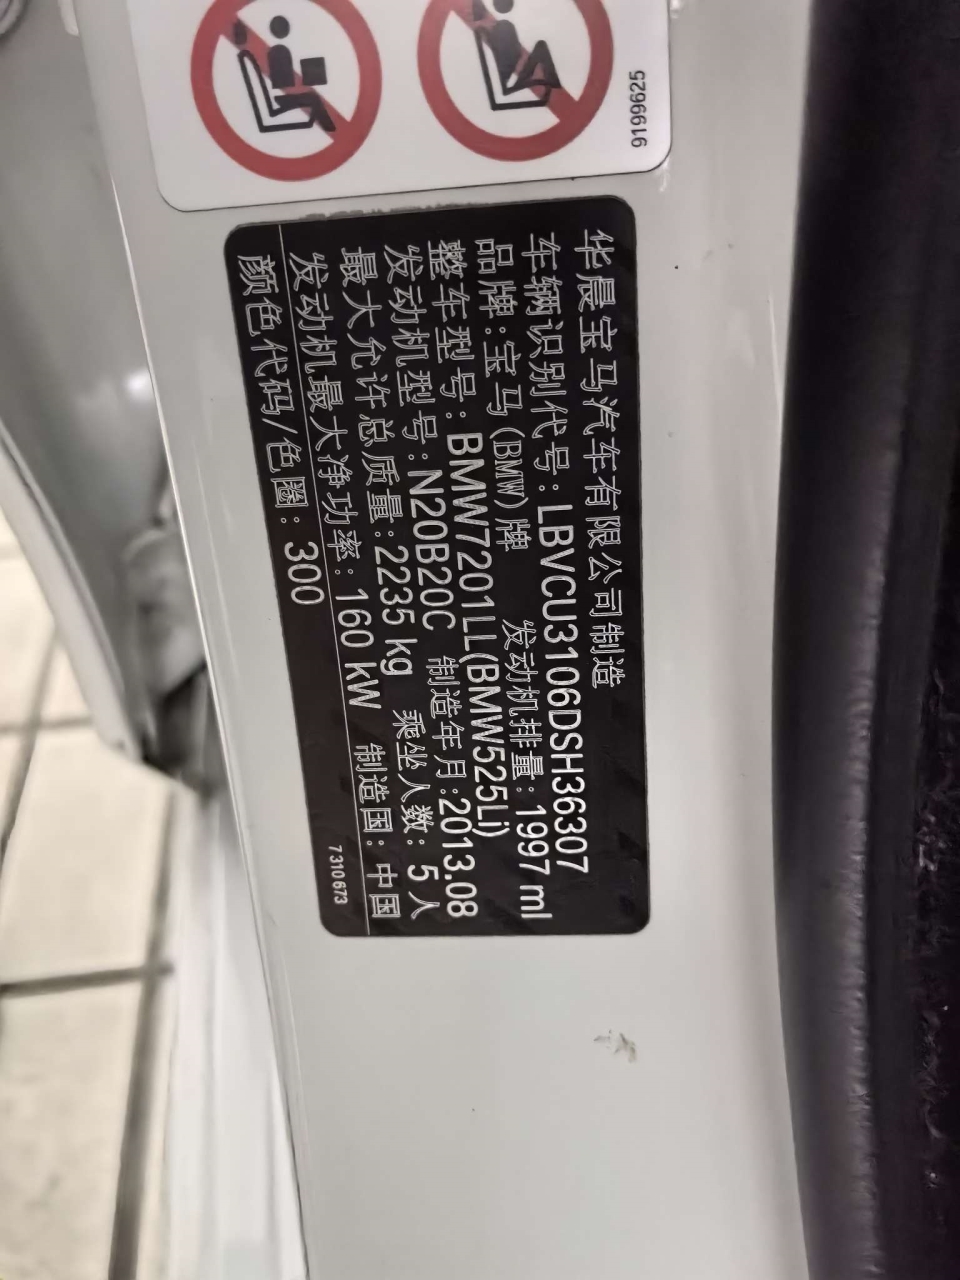 9199625
华晨宝马汽车有限公司制造
车辆识别代号: LBVCU3106DSH36307
品牌: 宝马(BMW)牌 发动机排量: 1997 ml
整车型号: BMW7201LL(BMW525Li)
发动机型号: N20B20C 制造年月: 2013.08
最大允许总质量: 2235 kg 乘坐人数: 5 人
发动机最大净功率: 160 kW 制造国: 中国
颜色代码/色圈: 300
7310673